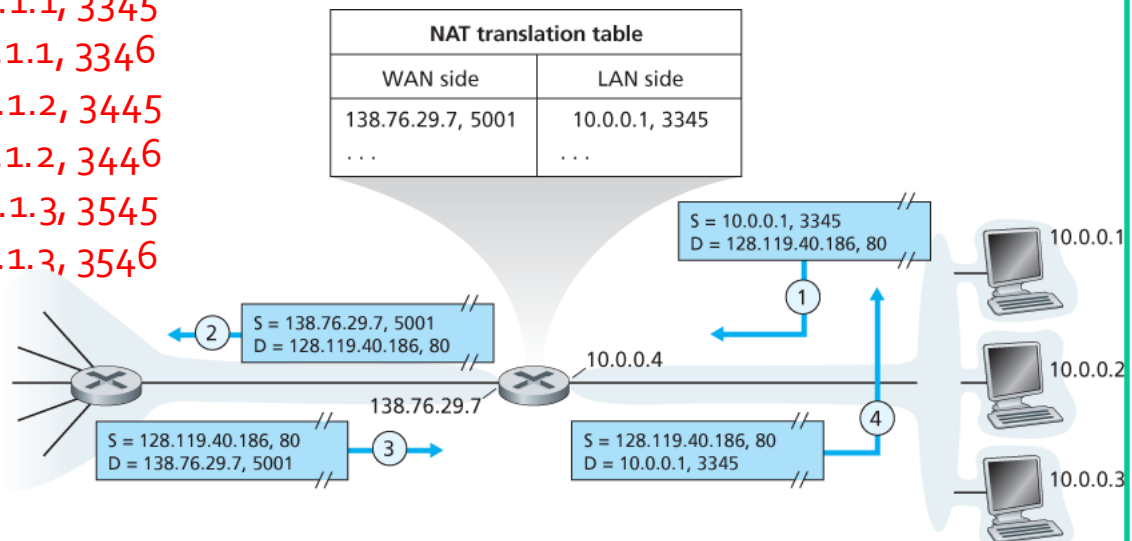 .1.1, 3345
.1.1, 3346
.1.2, 3445
.1.2, 3446
.1.3, 3545
.1.3, 3546
NAT translation table
WAN side LAN side
138.76.29.7, 5001 10.0.0.1, 3345
. . . . . .
S = 10.0.0.1, 3345
D = 128.119.40.186, 80
10.0.0.1
1
2
S = 138.76.29.7, 5001
D = 128.119.40.186, 80
10.0.0.4
10.0.0.2
138.76.29.7
4
S = 128.119.40.186, 80
D = 138.76.29.7, 5001
3
S = 128.119.40.186, 80
D = 10.0.0.1, 3345
10.0.0.3